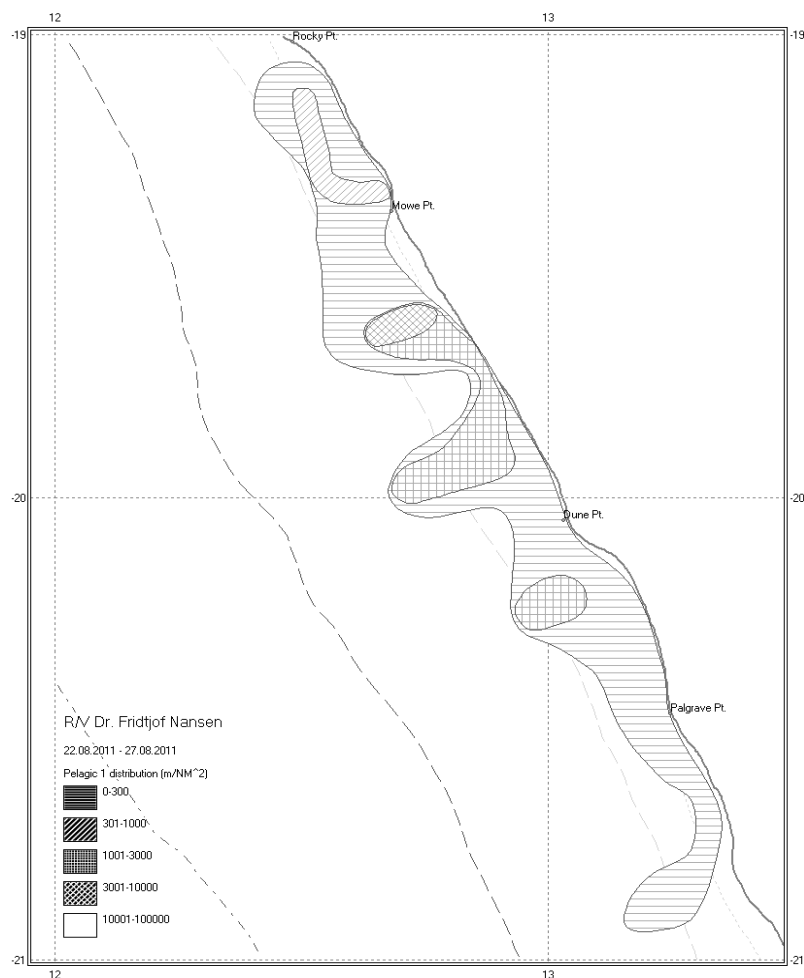 12 13
-19 -19
Rocky Pt.
Mowe Pt.
-20 -20
Dune Pt.
Palgrave Pt.
R/V Dr. Fridtjof Nansen
22.08.2011 - 27.08.2011
Pelagic 1 distribution (m/NM^2)
0-300
301-1000
1001-3000
3001-10000
10001-100000
-21 -21
12 13